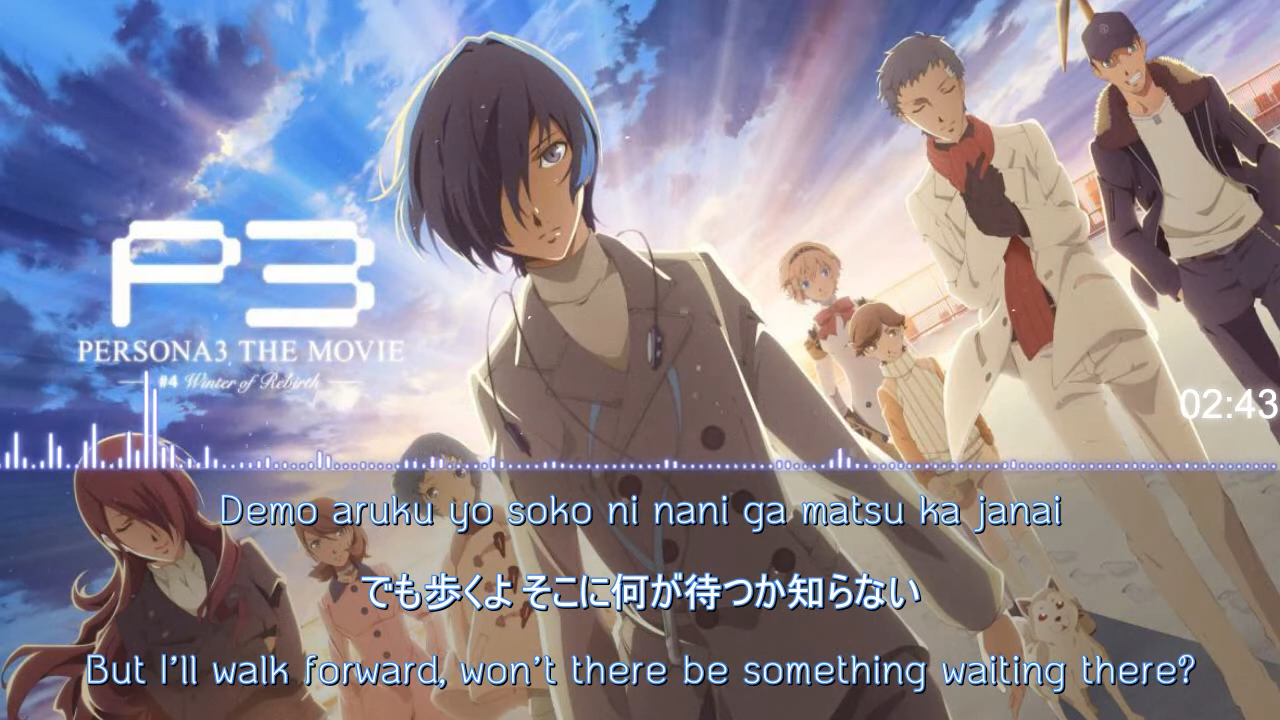 P3
PERSONA3 THE MOVIE
#4 Winter of Rebirth
02:43
Demo aruku yo soko ni nani ga matsu ka janai
でも歩くよ そこに何が待つか知らない
But I'll walk forward, won't there be something waiting there?